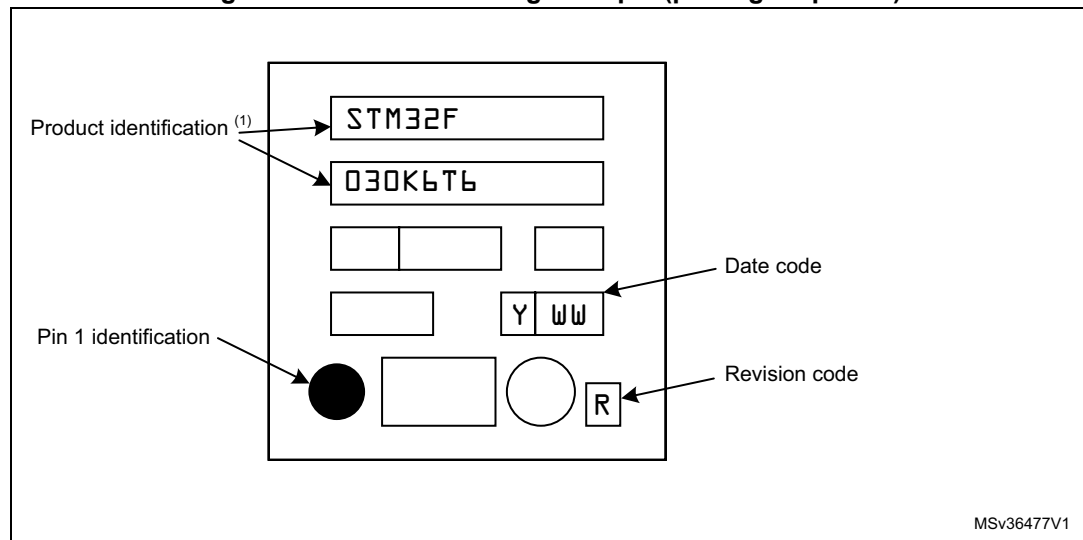 STM32F
Product identification (1)
030K6T6
Date code
Y WW
Pin 1 identification
Revision code
R
MSv36477V1